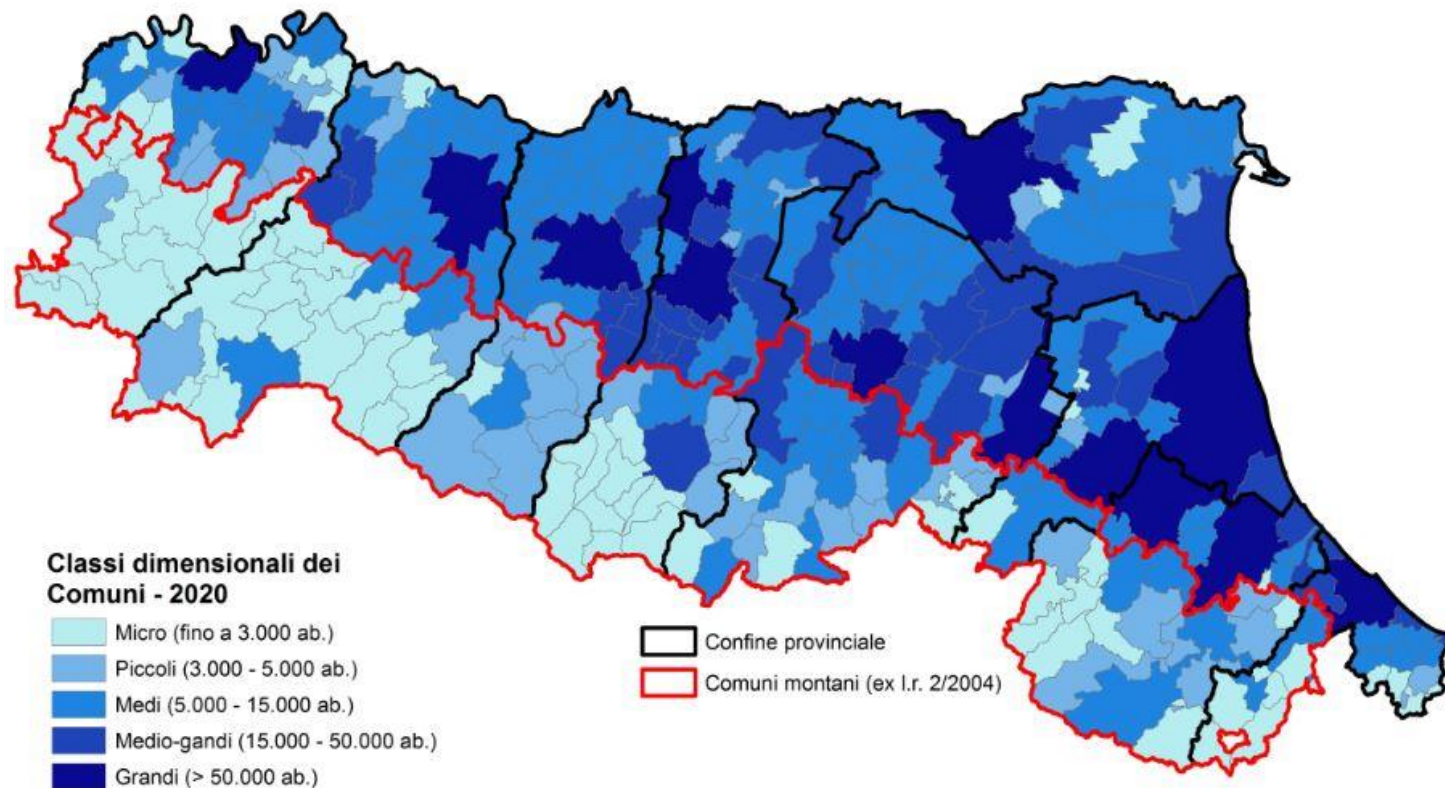 Classi dimensionali dei
Comuni - 2020
Micro (fino a 3.000 ab.)
Piccoli (3.000 - 5.000 ab.)
Medi (5.000 - 15.000 ab.)
Medio-gandi (15.000 - 50.000 ab.)
Grandi (> 50.000 ab.)
Confine provinciale
Comuni montani (ex l.r. 2/2004)